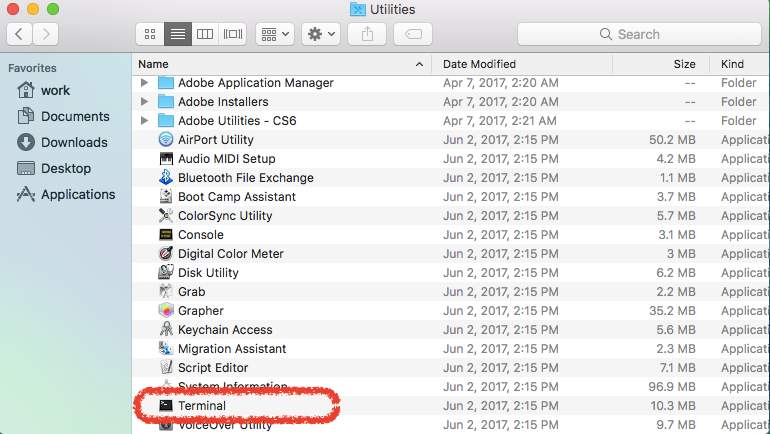 Utilities
Search
Favorites
work
Documents
Downloads
Desktop
Applications
Name Date Modified Size Kind
Adobe Application Manager Apr 7, 2017, 2:20 AM -- Folder
Adobe Installers Apr 7, 2017, 2:20 AM -- Folder
Adobe Utilities - CS6 Apr 7, 2017, 2:21 AM -- Folder
AirPort Utility Jun 2, 2017, 2:15 PM 50.2 MB Applicati
Audio MIDI Setup Jun 2, 2017, 2:15 PM 4.2 MB Applicati
Bluetooth File Exchange Jun 2, 2017, 2:15 PM 1.1 MB Applicati
Boot Camp Assistant Jun 2, 2017, 2:15 PM 3.7 MB Applicati
ColorSync Utility Jun 2, 2017, 2:15 PM 5.7 MB Applicati
Console Jun 2, 2017, 2:15 PM 3.1 MB Applicati
Digital Color Meter Jun 2, 2017, 2:15 PM 3 MB Applicati
Disk Utility Jun 2, 2017, 2:15 PM 6.2 MB Applicati
Grab Jun 2, 2017, 2:15 PM 2.2 MB Applicati
Grapher Jun 2, 2017, 2:15 PM 35.2 MB Applicati
Keychain Access Jun 2, 2017, 2:15 PM 5.6 MB Applicati
Migration Assistant Jun 2, 2017, 2:15 PM 2.3 MB Applicati
Script Editor Jun 2, 2017, 2:15 PM 7.1 MB Applicati
System Information Jun 2, 2017, 2:15 PM 96.9 MB Applicati
Terminal Jun 2, 2017, 2:15 PM 10.3 MB Applicati
VoiceOver Utility Jun 2, 2017, 2:15 PM 9.5 MB Applicati